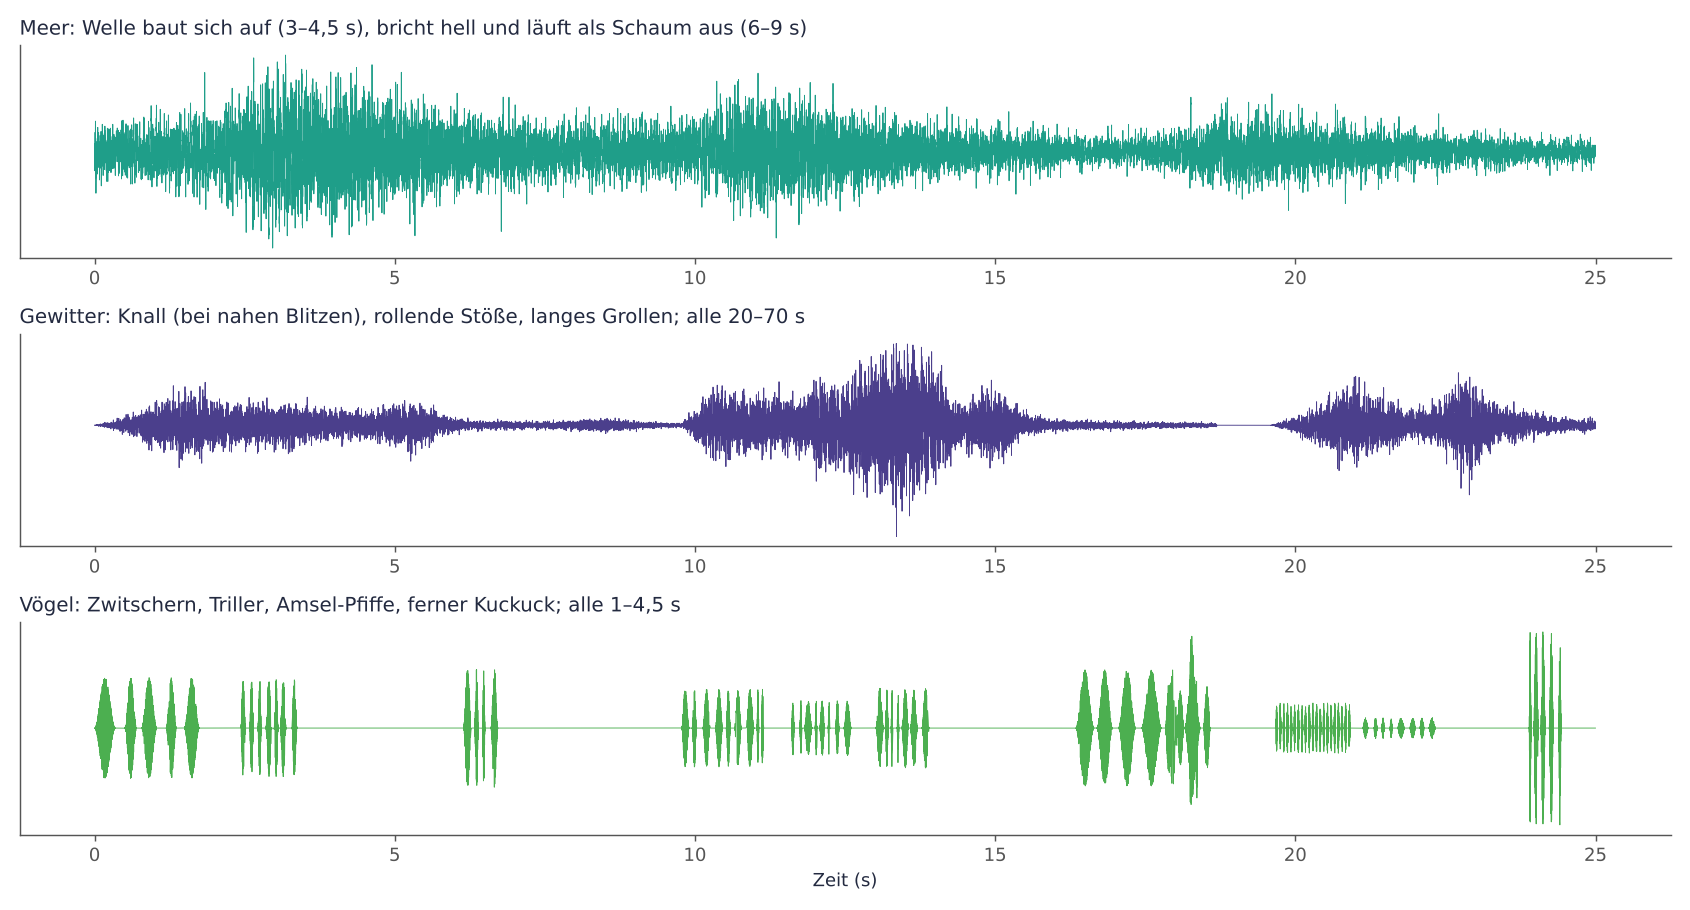 Meer: Welle baut sich auf (3–4,5 s), bricht hell und läuft als Schaum aus (6–9 s)
0 5 10 15 20 25
Gewitter: Knall (bei nahen Blitzen), rollende Stöße, langes Grollen; alle 20–70 s
0 5 10 15 20 25
Vögel: Zwitschern, Triller, Amsel-Pfiffe, ferner Kuckuck; alle 1–4,5 s
0 5 10 15 20 25
Zeit (s)